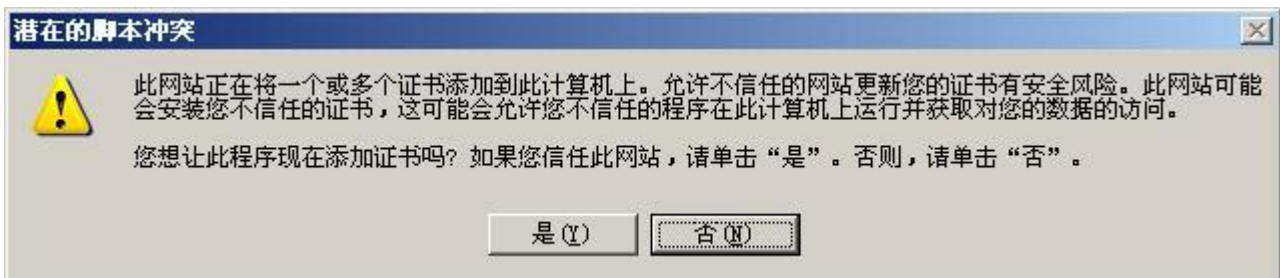 潜在的脚本冲突
此网站正在将一个或多个证书添加到此计算机上。允许不信任的网站更新您的证书有安全风险。此网站可能
会安装您不信任的证书，这可能会允许您不信任的程序在此计算机上运行并获取对您的数据的访问。
您想让此程序现在添加证书吗？如果您信任此网站，请单击“是”。否则，请单击“否”。
是(Y) 否(N)